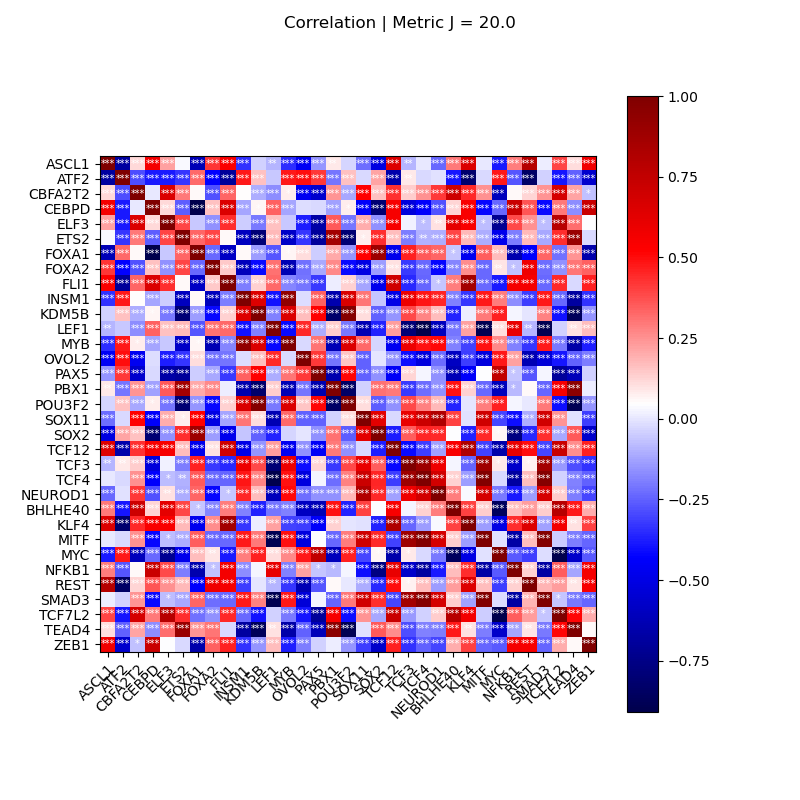 Correlation | Metric J = 20.0
ASCL1
ATF2
CBFA2T2
CEBPD
ELF3
ETS2
FOXA1
FOXA2
FLI1
INSM1
KDM5B
LEF1
MYB
OVOL2
PAX5
PBX1
POU3F2
SOX11
SOX2
TCF12
TCF3
TCF4
NEUROD1
BHLHE40
KLF4
MITF
MYC
NFKB1
REST
SMAD3
TCF7L2
TEAD4
ZEB1
ASCL1
ATF2
CBFA2T2
CEBPD
ELF3
ETS2
FOXA1
FOXA2
FLI1
INSM1
KDM5B
LEF1
MYB
OVOL2
PAX5
PBX1
POU3F2
SOX11
SOX2
TCF12
TCF3
TCF4
NEUROD1
BHLHE40
KLF4
MITF
MYC
NFKB1
REST
SMAD3
TCF7L2
TEAD4
ZEB1
1.00
0.75
0.50
0.25
0.00
−0.25
−0.50
−0.75